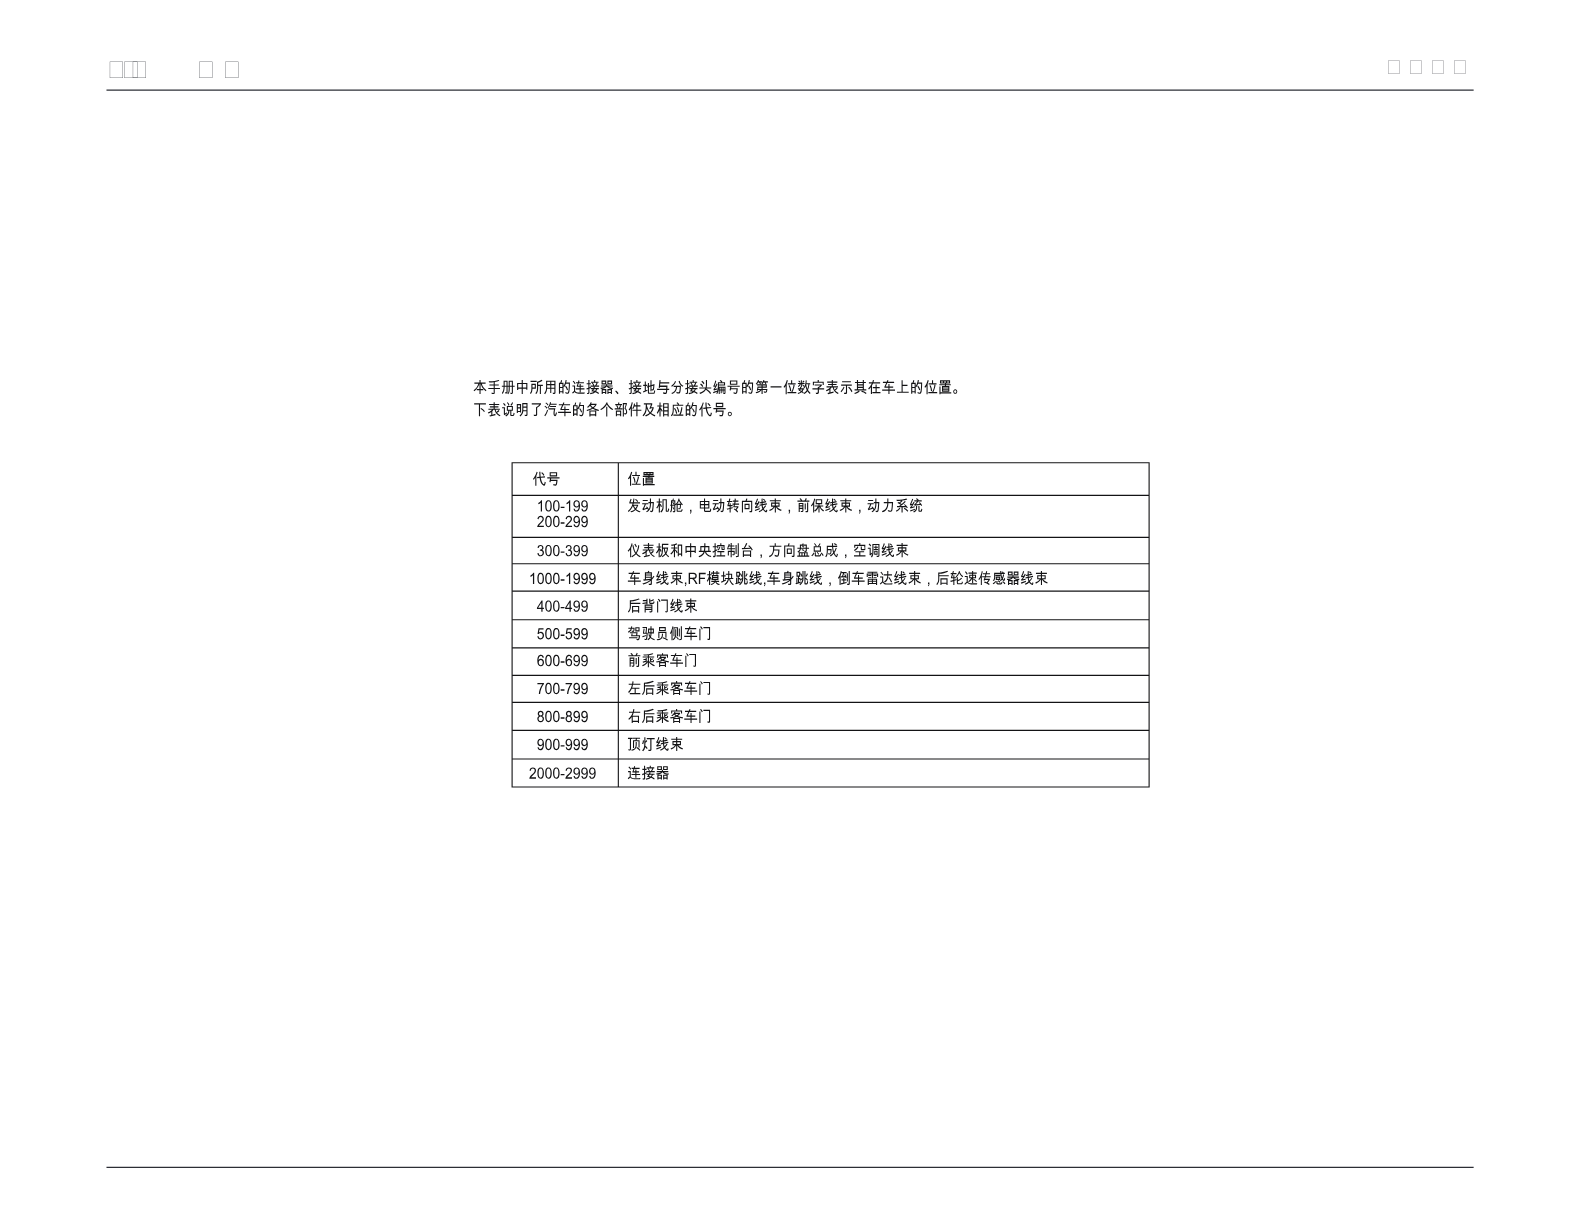 本手册中所用的连接器、接地与分接头编号的第一位数字表示其在车上的位置。
下表说明了汽车的各个部件及相应的代号。
代号 位置
100-199 发动机舱，电动转向线束，前保线束，动力系统
200-299
300-399 仪表板和中央控制台，方向盘总成，空调线束
1000-1999 车身线束,RF模块跳线,车身跳线，倒车雷达线束，后轮速传感器线束
400-499 后背门线束
500-599 驾驶员侧车门
600-699 前乘客车门
700-799 左后乘客车门
800-899 右后乘客车门
900-999 顶灯线束
2000-2999 连接器